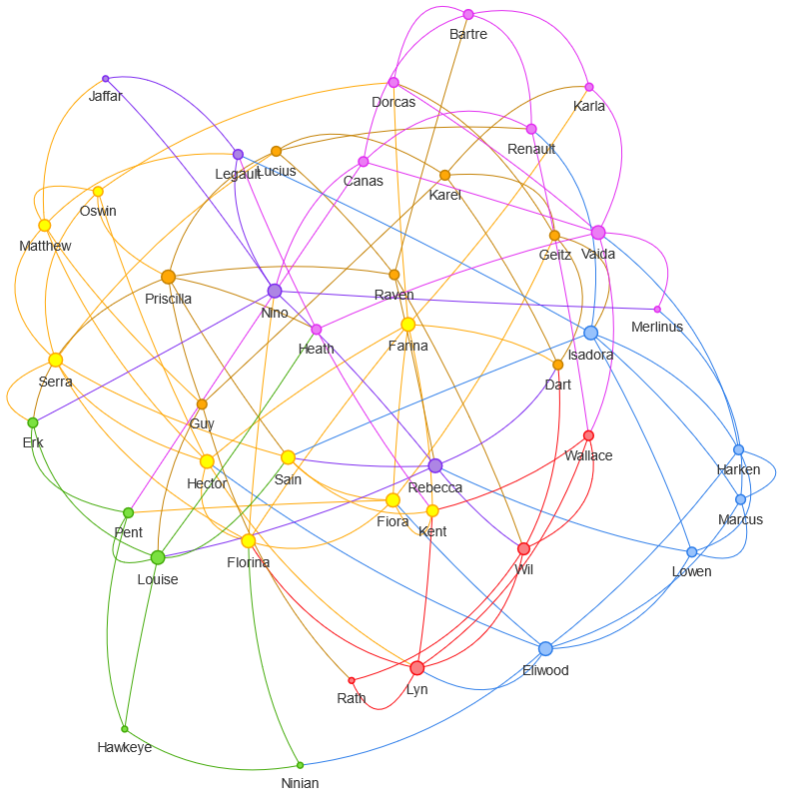 Bartre
Jaffar
Dorcas
Karla
Renault
Legault
Lucius
Canas
Karel
Oswin
Matthew
Geitz
Vaida
Priscilla
Raven
Nino
Merlinus
Heath
Farina
Isadora
Serra
Dart
Guy
Erk
Wallace
Hector
Sain
Rebecca
Harken
Fiora
Kent
Marcus
Pent
Louise
Florina
Wil
Lowen
Eliwood
Rath
Lyn
Hawkeye
Ninian